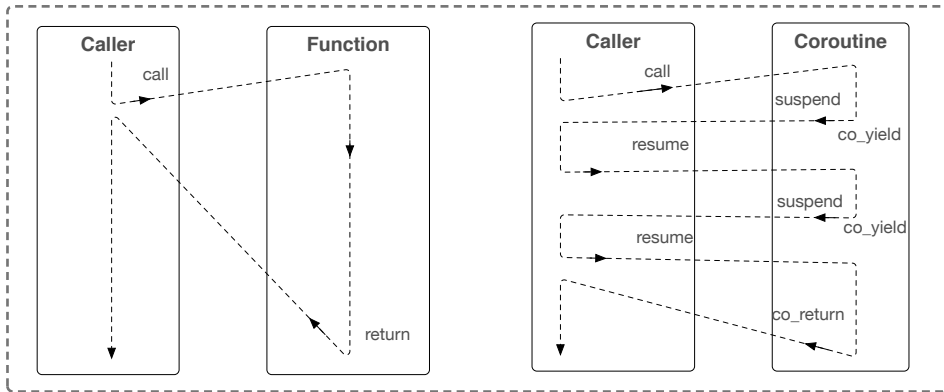 Caller
Function
call
return
Caller
Coroutine
call
suspend
co_yield
resume
suspend
co_yield
resume
co_return